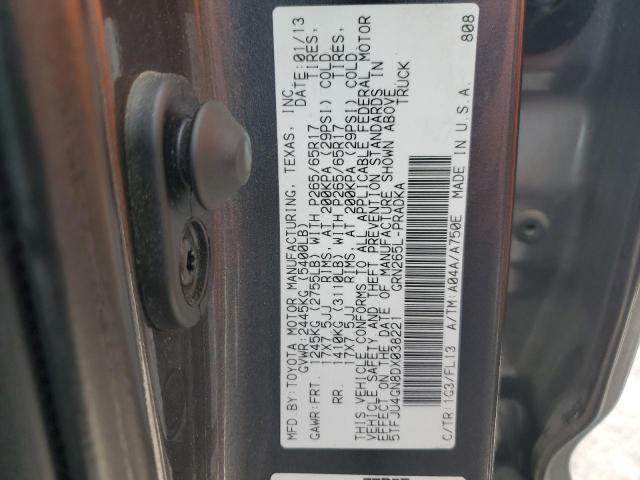 MFD.BY: TOYOTA MOTOR MANUFACTURING, TEXAS, INC. DATE: 01/13
GVWR: 2445KG (5400LB)
GAWR: FRT. 1245KG (2755LB) WITH P265/65R17 TIRES,
17X7.5JJ RIMS, AT 200KPA (29PSI) COLD
RR. 1410KG (3110LB) WITH P265/65R17 TIRES,
17X7.5JJ RIMS, AT 200KPA (29PSI) COLD
THIS VEHICLE CONFORMS TO ALL APPLICABLE FEDERAL MOTOR
VEHICLE SAFETY AND THEFT PREVENTION STANDARDS IN
EFFECT ON THE DATE OF MANUFACTURE SHOWN ABOVE.
5TFJU4GN8DX038221 GRN265L-PRADKA TRUCK
C/TR: 1G3/FL13 A/TM: A04A/A750E MADE IN U.S.A. 808